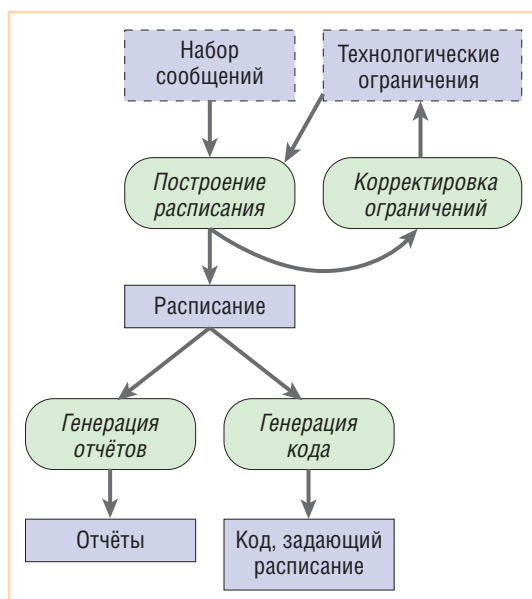 Набор
сообщений
Технологические
ограничения
Построение
расписания
Корректировка
ограничений
Расписание
Генерация
отчётов
Генерация
кода
Отчёты
Код, задающий
расписание